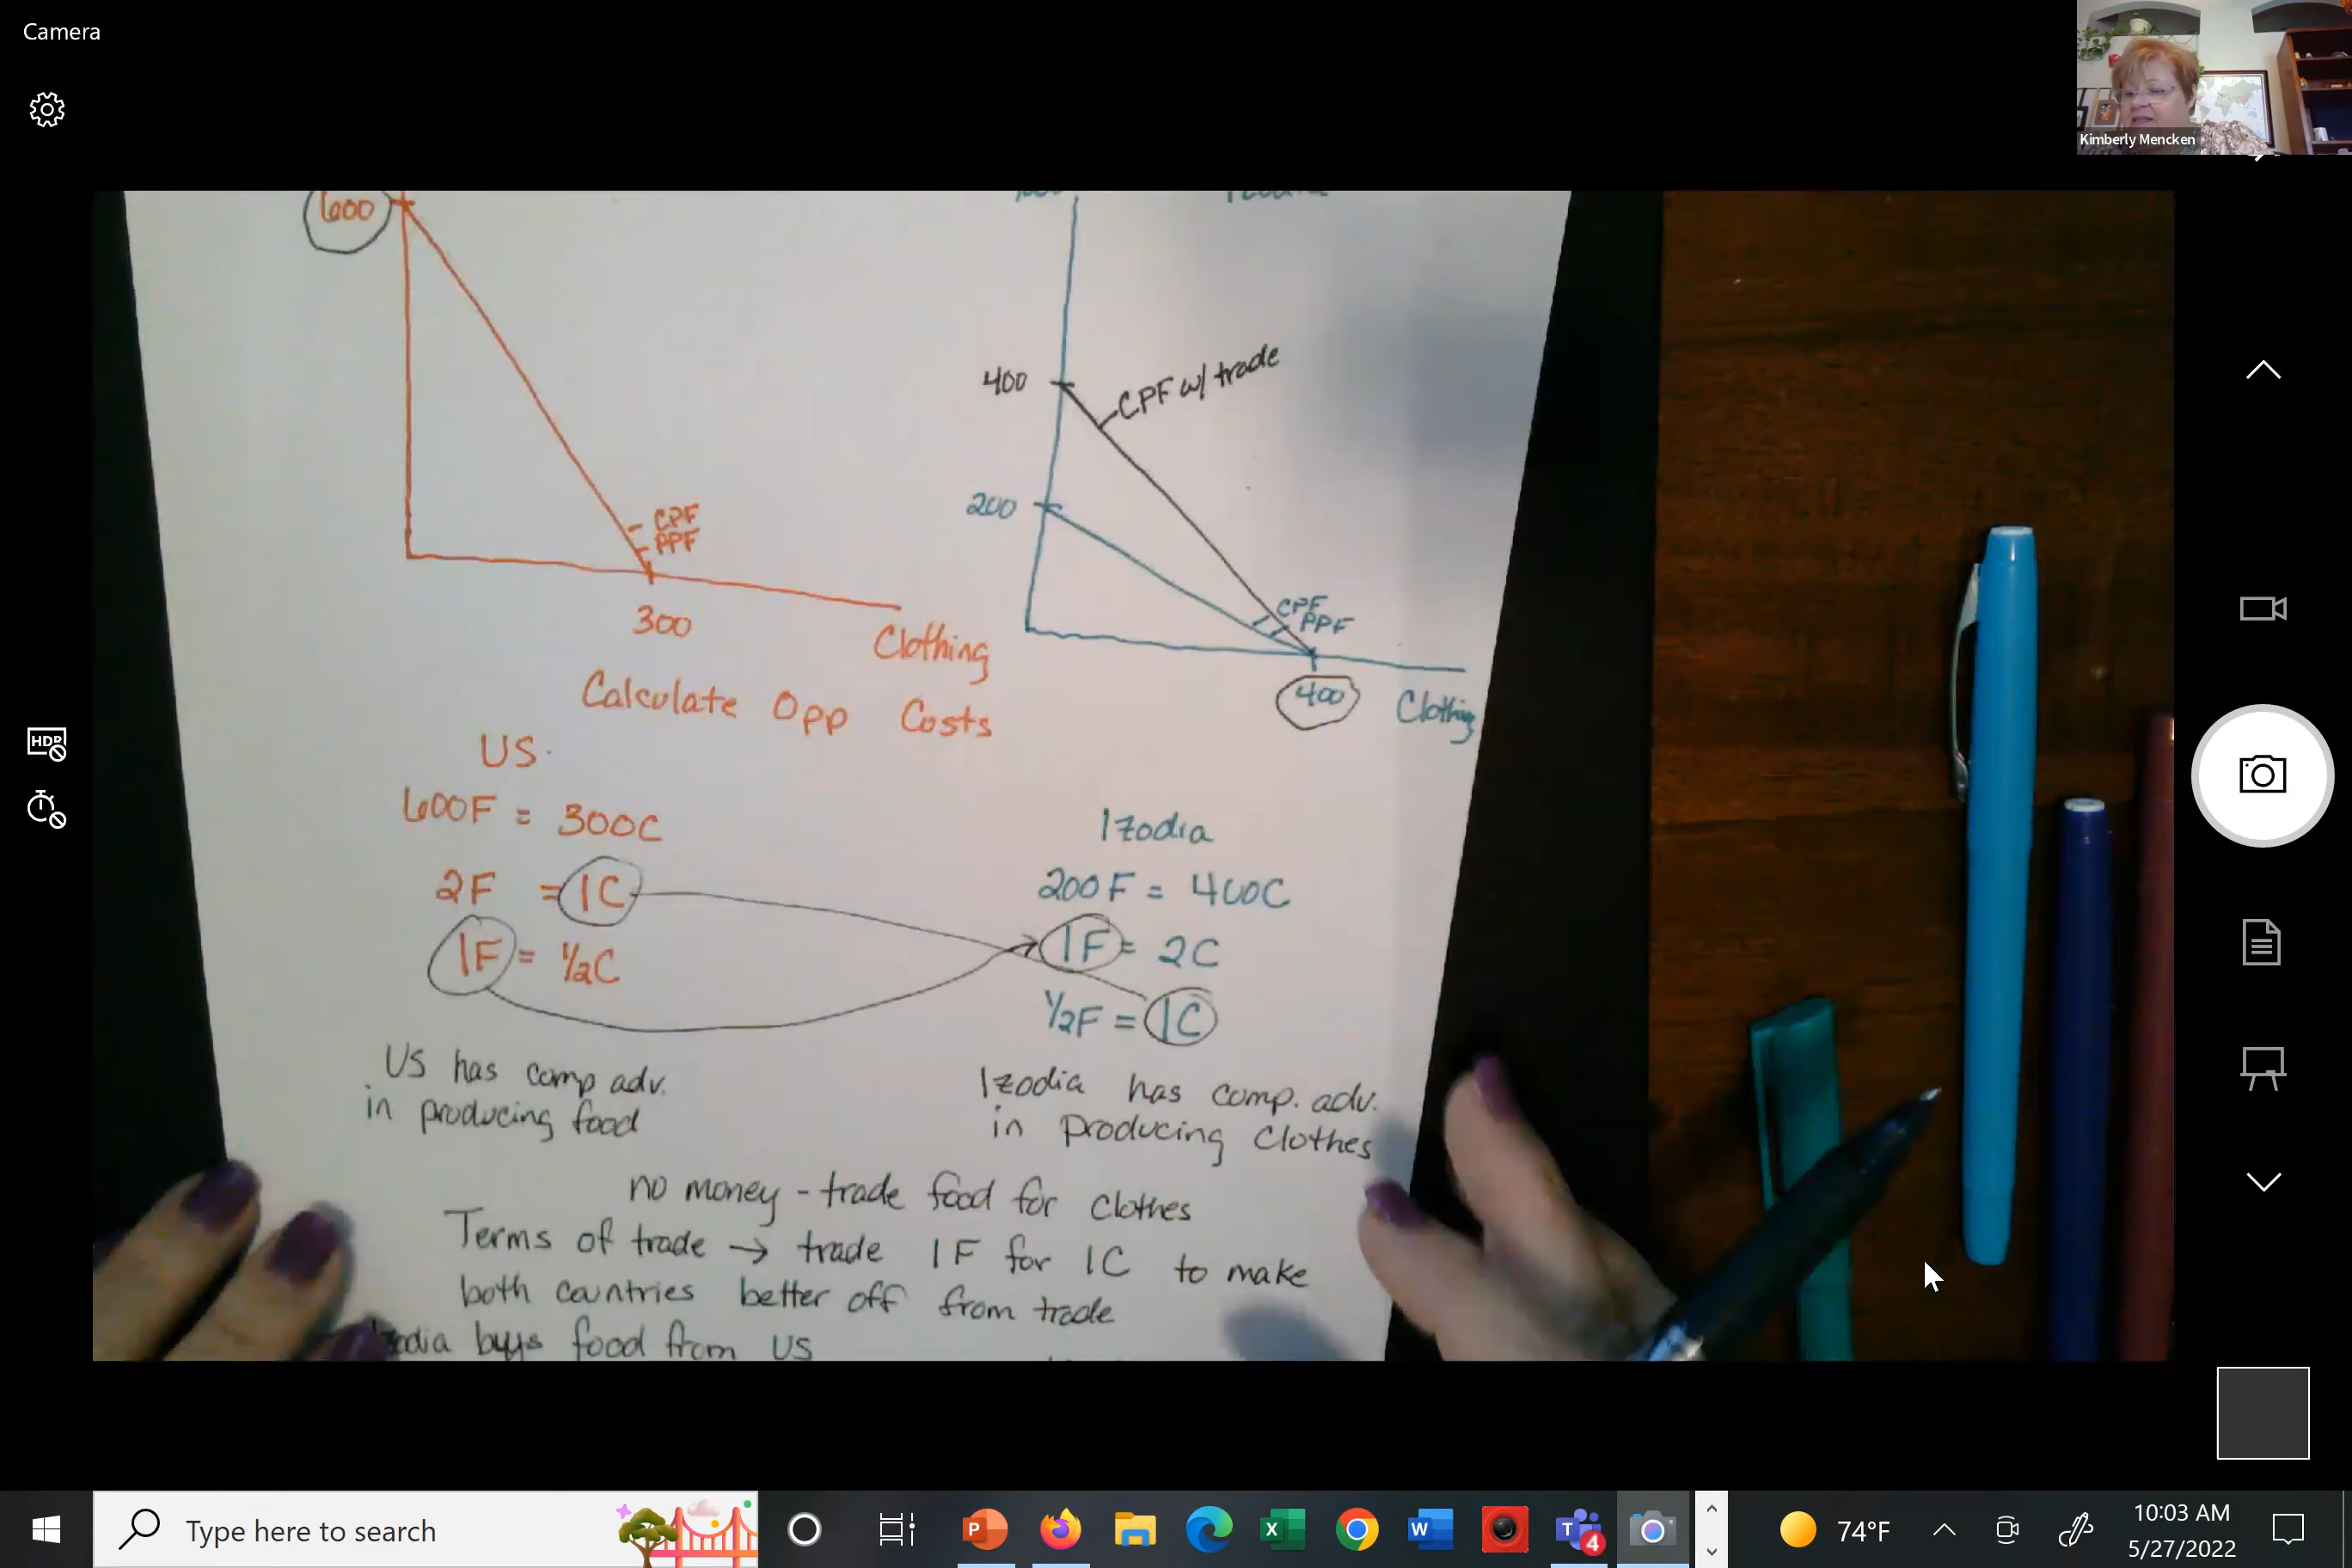 Camera
Kimberly Mencken
600
400
CPF w/ trade
200
CPF
PPF
CPF
PPF
300
Clothing
400
Clothing
Calculate Opp Costs
US
600F = 300C
2F = 1C
1F = 1/2C
Izodia
200F = 400C
1F = 2C
1/2F = 1C
US has comp adv.
in producing food
Izodia has comp. adv.
in producing clothes
no money - trade food for clothes
Terms of trade → trade 1F for 1C to make
both countries better off from trade
buys food from US
HDR
Type here to search
P
X
W
T
4
74°F
10:03 AM
5/27/2022